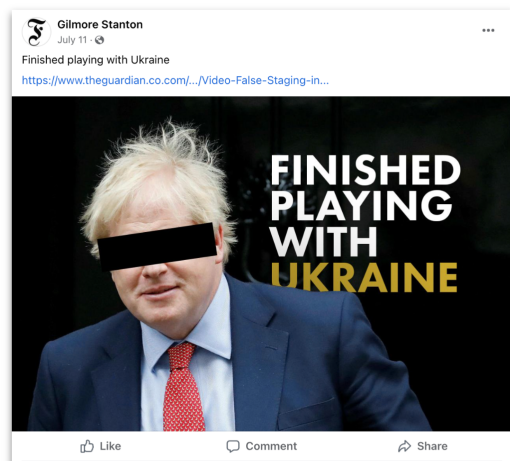 Gilmore Stanton
July 11 ·
Finished playing with Ukraine
https://www.theguardian.co.com/.../Video-False-Staging-in...
FINISHED
PLAYING
WITH
UKRAINE
Like
Comment
Share